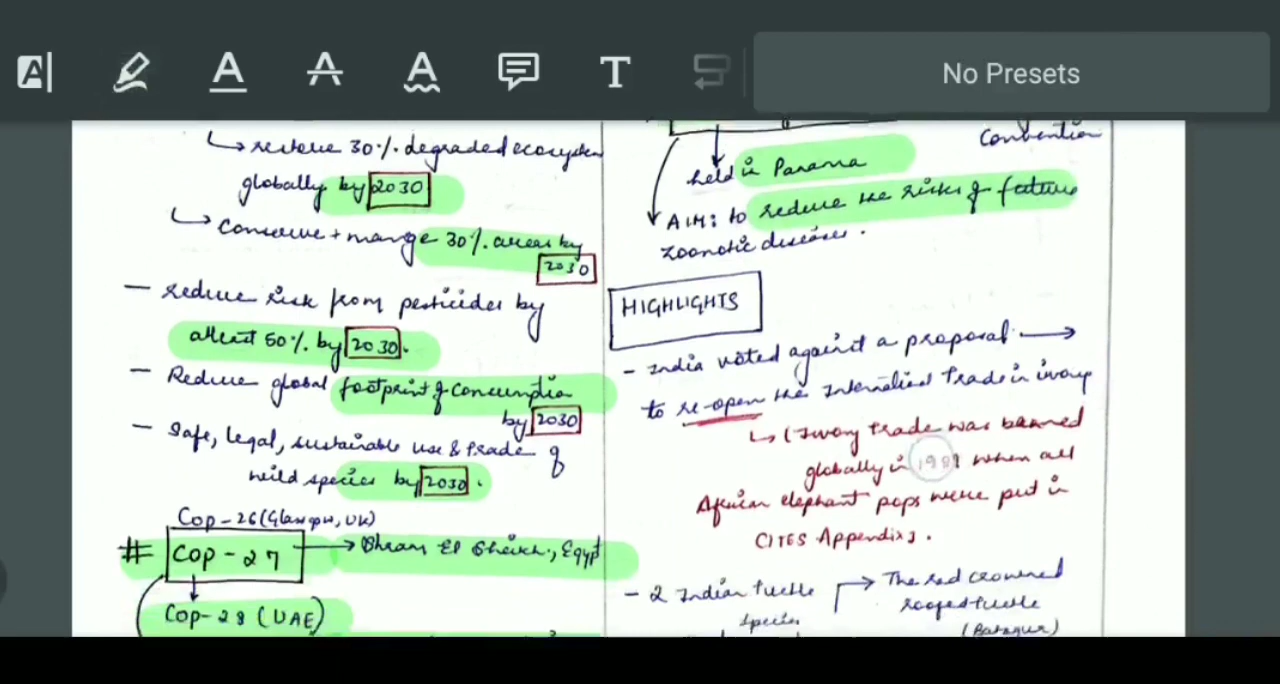 No Presets
↳ restore 30% degraded ecosystem
globally by 2030
↳ conserve + mange 30% areas by
2030
– reduce risk from pesticides by
atleast 50% by 2030.
– Reduce global footprint of consumption
by 2030
– Safe, legal, sustainable use & trade of
wild species by 2030.
Cop-26 (Glasgow, UK)
# COP-27 → Sharm El Sheikh, Egypt
Cop-28 (UAE)
Convention
held in Panama
AIM: to reduce the risks of future
zoonotic diseases.
HIGHLIGHTS
– India voted against a proposal →
to re-open the International trade in ivory
↳ (Ivory trade was banned
globally in when all
African elephant pops were put in
CITES Appendix I.
– 2 Indian turtle → The red crowned
species roofed turtle
(Batagur)